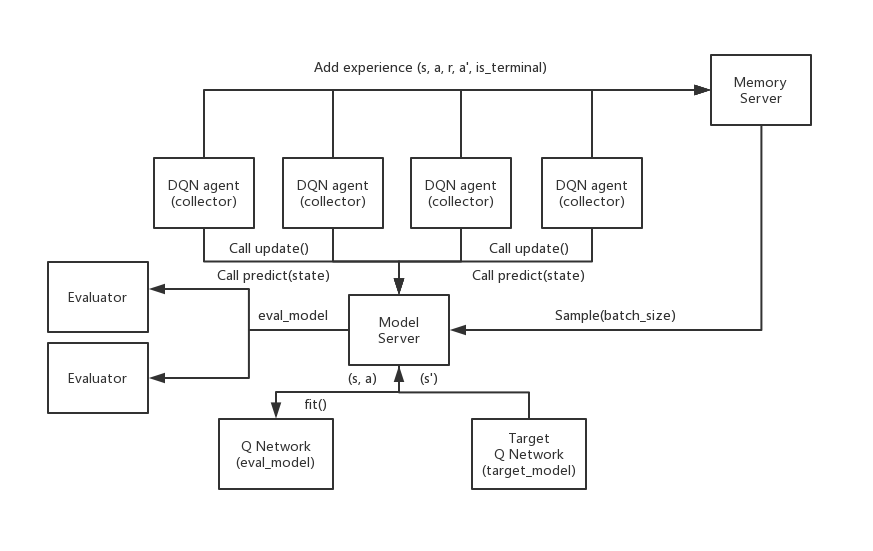 Add experience (s, a, r, a', is_terminal)
Memory
Server
DQN agent
(collector)
DQN agent
(collector)
DQN agent
(collector)
DQN agent
(collector)
Call update()
Call update()
Call predict(state)
Call predict(state)
Evaluator
eval_model
Model
Server
Sample(batch_size)
Evaluator
(s, a)
(s')
fit()
Q Network
(eval_model)
Target
Q Network
(target_model)